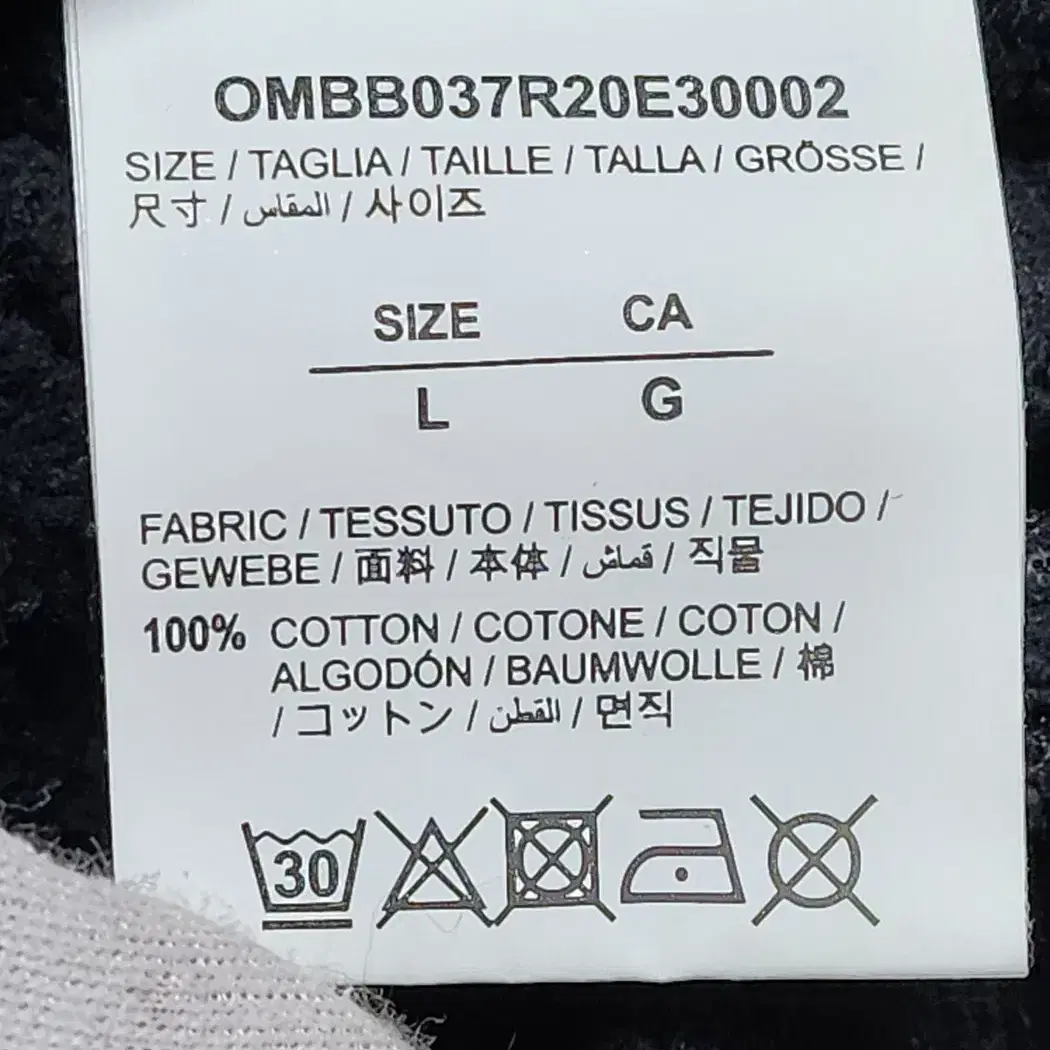 OMBB037R20E30002
SIZE / TAGLIA / TAILLE / TALLA / GRÖSSE /
尺寸 / المقاس / 사이즈
SIZE CA
L G
FABRIC / TESSUTO / TISSUS / TEJIDO /
GEWEBE / 面料 / 本体 / قماش / 직물
100% COTTON / COTONE / COTON /
ALGODÓN / BAUMWOLLE / 棉
/ コットン / القطن / 면직
30